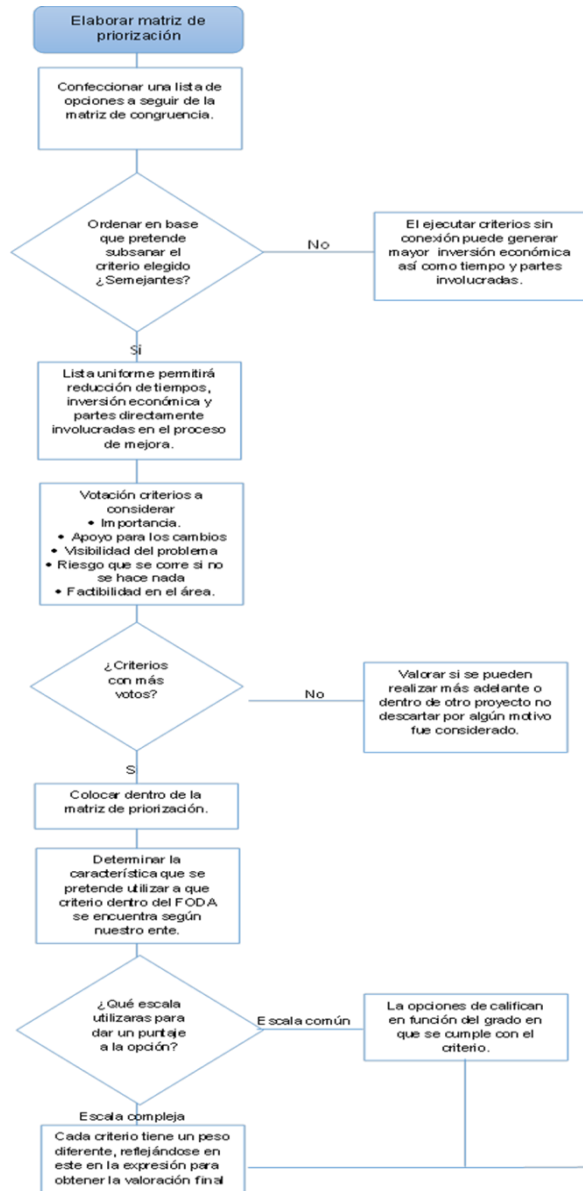 Elaborar matriz de
priorización
Confeccionar una lista de
opciones a seguir de la
matriz de congruencia.
Ordenar en base
que pretende
subsanar el
criterio elegido
¿Semejantes?
No
El ejecutar criterios sin
conexión puede generar
mayor inversión económica
así como tiempo y partes
involucradas.
Sí
Lista uniforme permitirá
reducción de tiempos,
inversión económica y
partes directamente
involucradas en el proceso
de mejora.
Votación criterios a
considerar
• Importancia.
• Apoyo para los cambios
• Visibilidad del problema
• Riesgo que se corre si no
se hace nada
• Factibilidad en el área.
¿Criterios
con más
votos?
No
Valorar si se pueden
realizar más adelante o
dentro de otro proyecto no
descartar por algún motivo
fue considerado.
S
Colocar dentro de la
matriz de priorización.
Determinar la
característica que se
pretende utilizar a que
criterio dentro del FODA
se encuentra según
nuestro ente.
¿Qué escala
utilizaras para
dar un puntaje
a la opción?
Escala común
La opciones de califican
en función del grado en
que se cumple con el
criterio.
Escala compleja
Cada criterio tiene un peso
diferente, reflejándose en
este en la expresión para
obtener la valoración final